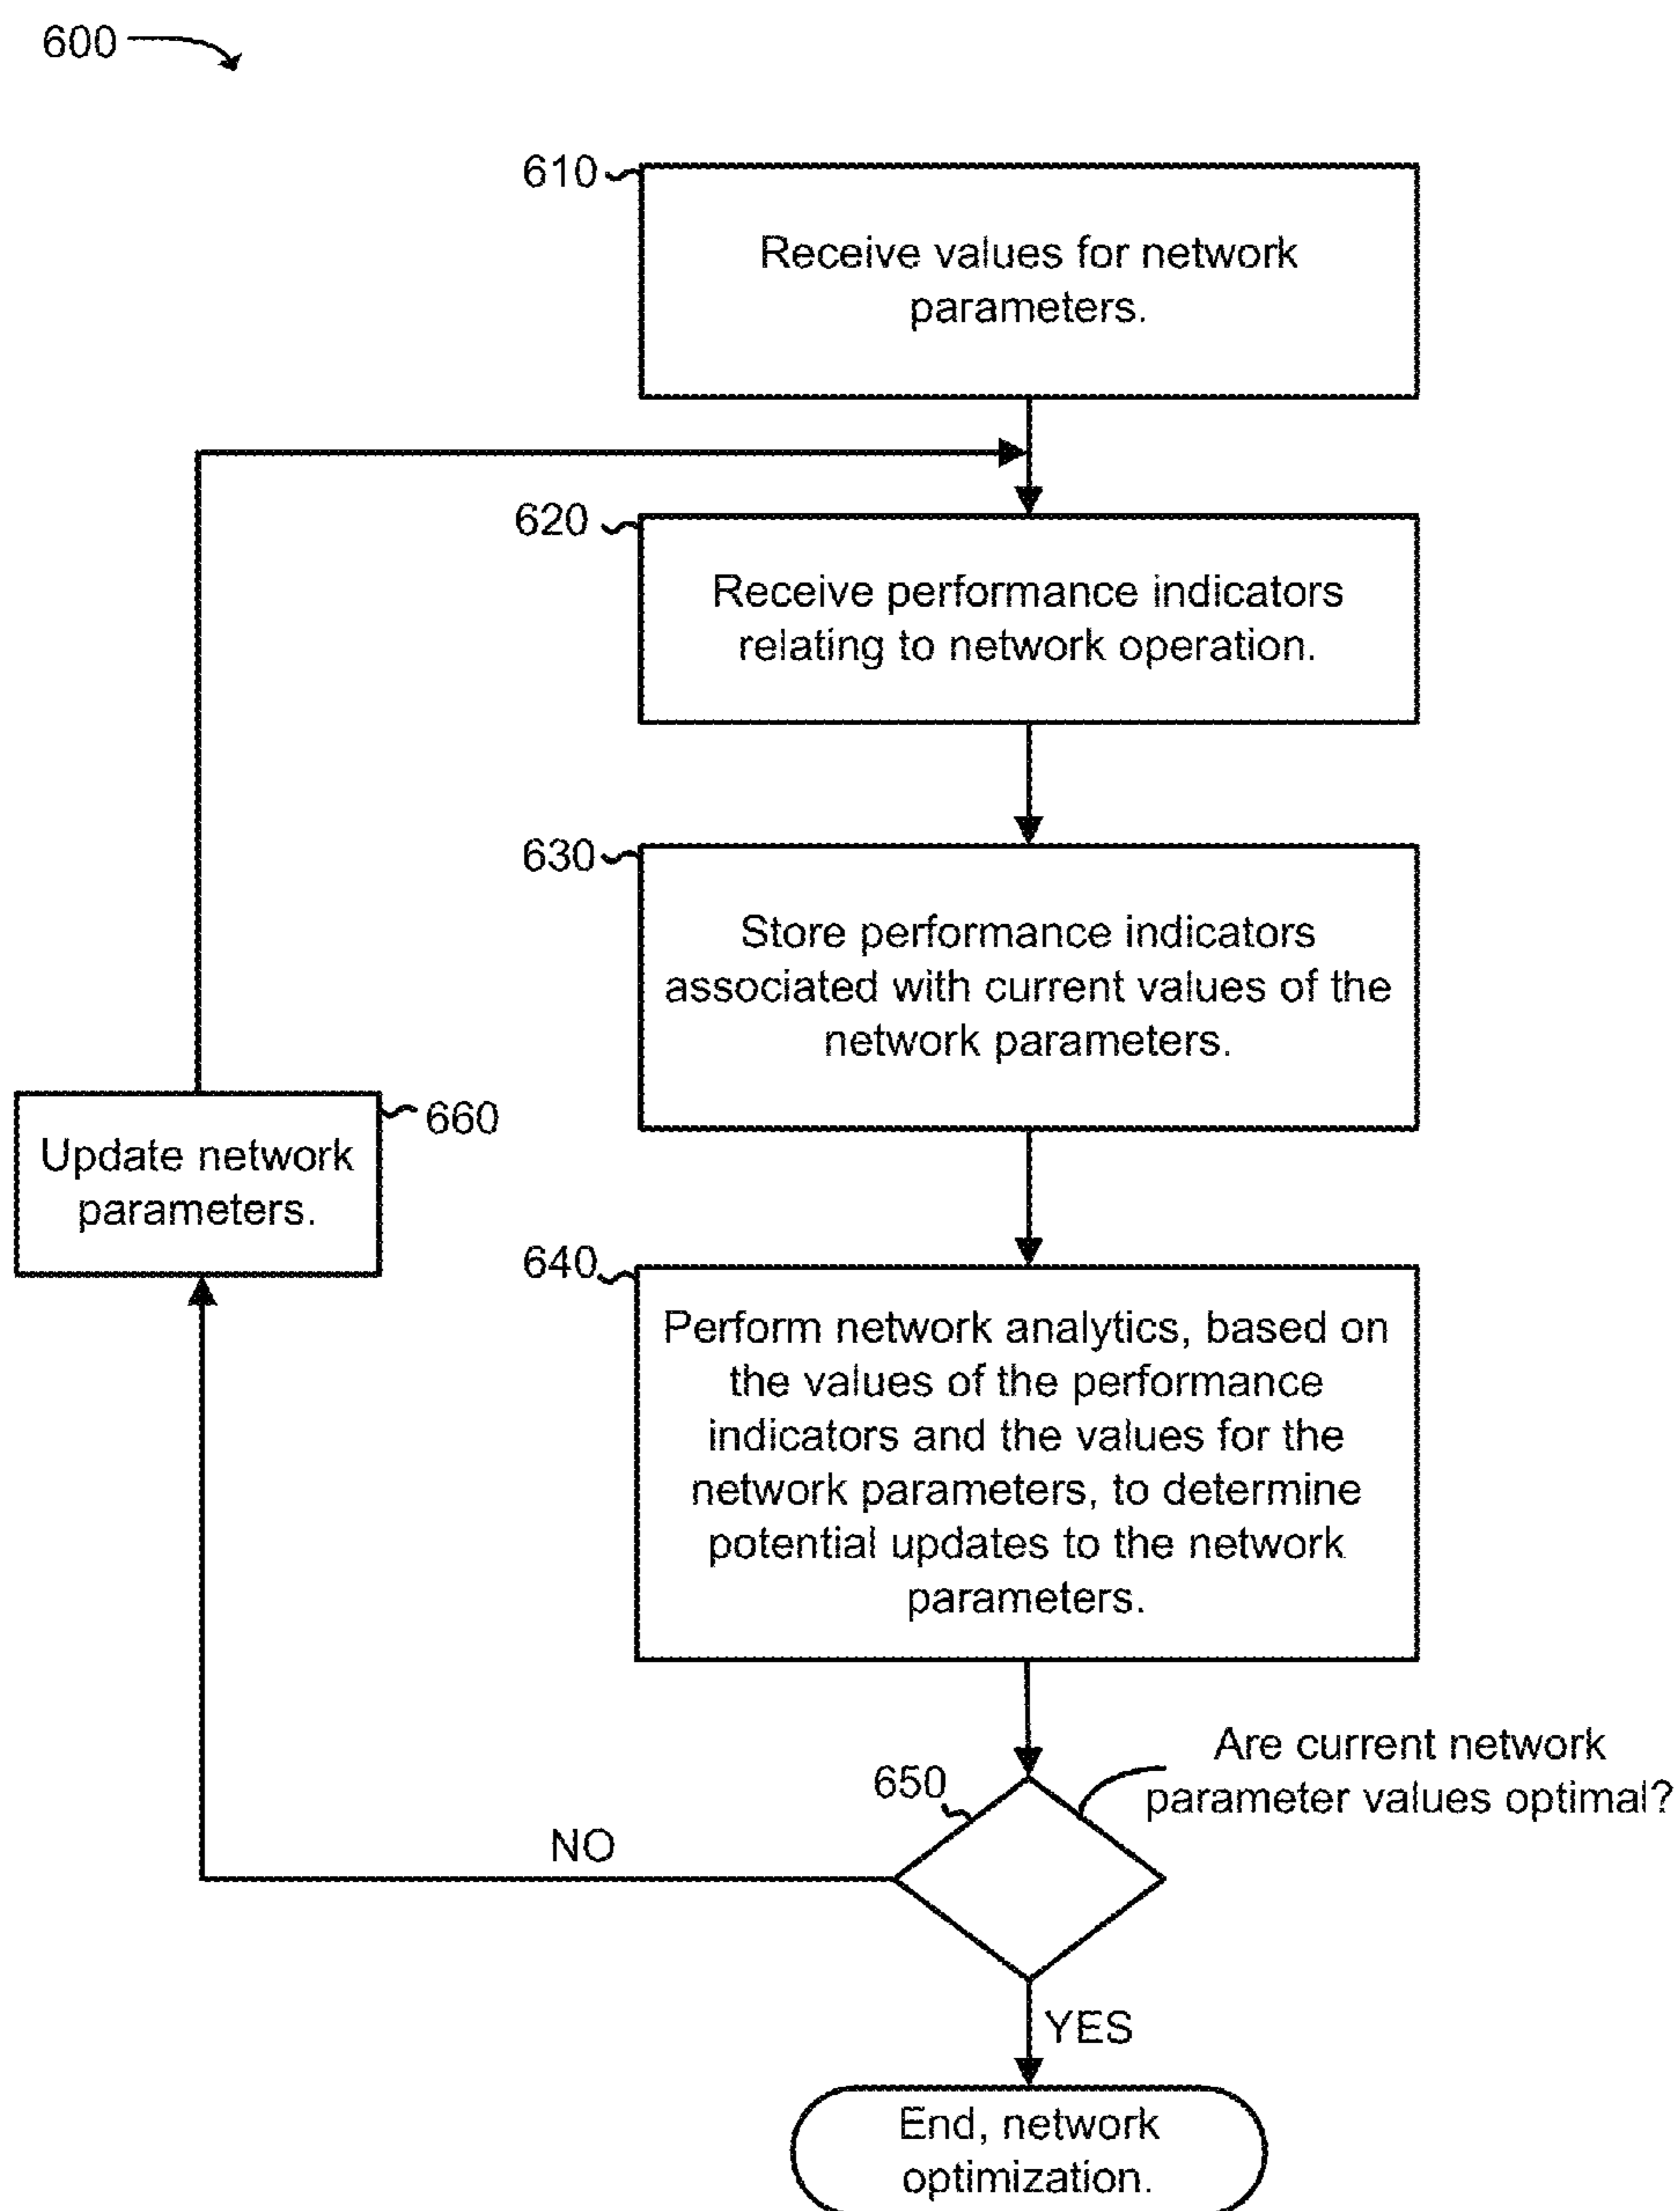 600
610
Receive values for network
parameters.
620
Receive performance indicators
relating to network operation.
630
Store performance indicators
associated with current values of the
network parameters.
660
Update network
parameters.
640
Perform network analytics, based on
the values of the performance
indicators and the values for the
network parameters, to determine
potential updates to the network
parameters.
650
Are current network
parameter values optimal?
NO
YES
End, network
optimization.